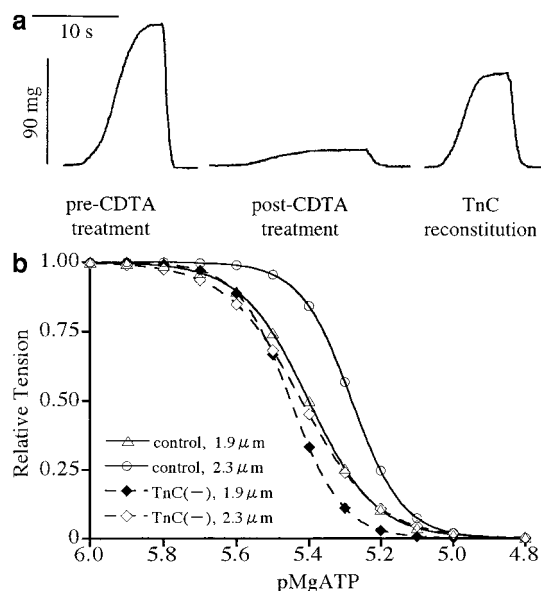 a
10 s
90 mg
pre-CDTA
treatment
post-CDTA
treatment
TnC
reconstitution
b
1.00
0.75
0.50
0.25
0
Relative Tension
control, 1.9 μm
control, 2.3 μm
TnC(−), 1.9 μm
TnC(−), 2.3 μm
6.0 5.8 5.6 5.4 5.2 5.0 4.8
pMgATP